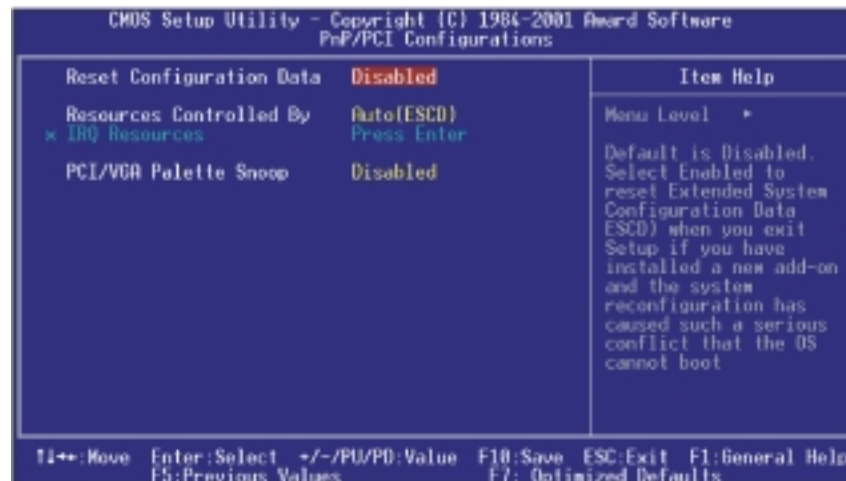 CMOS Setup Utility - Copyright (C) 1984-2001 Award Software
PnP/PCI Configurations
Reset Configuration Data Disabled
Resources Controlled By Auto(ESCD)
x IRQ Resources Press Enter
PCI/VGA Palette Snoop Disabled
Item Help
Menu Level ▸
Default is Disabled.
Select Enabled to
reset Extended System
Configuration Data
ESCD) when you exit
Setup if you have
installed a new add-on
and the system
reconfiguration has
caused such a serious
conflict that the OS
cannot boot
↑↓→←:Move Enter:Select +/-/PU/PD:Value F10:Save ESC:Exit F1:General Help
F5:Previous Values F7: Optimized Defaults